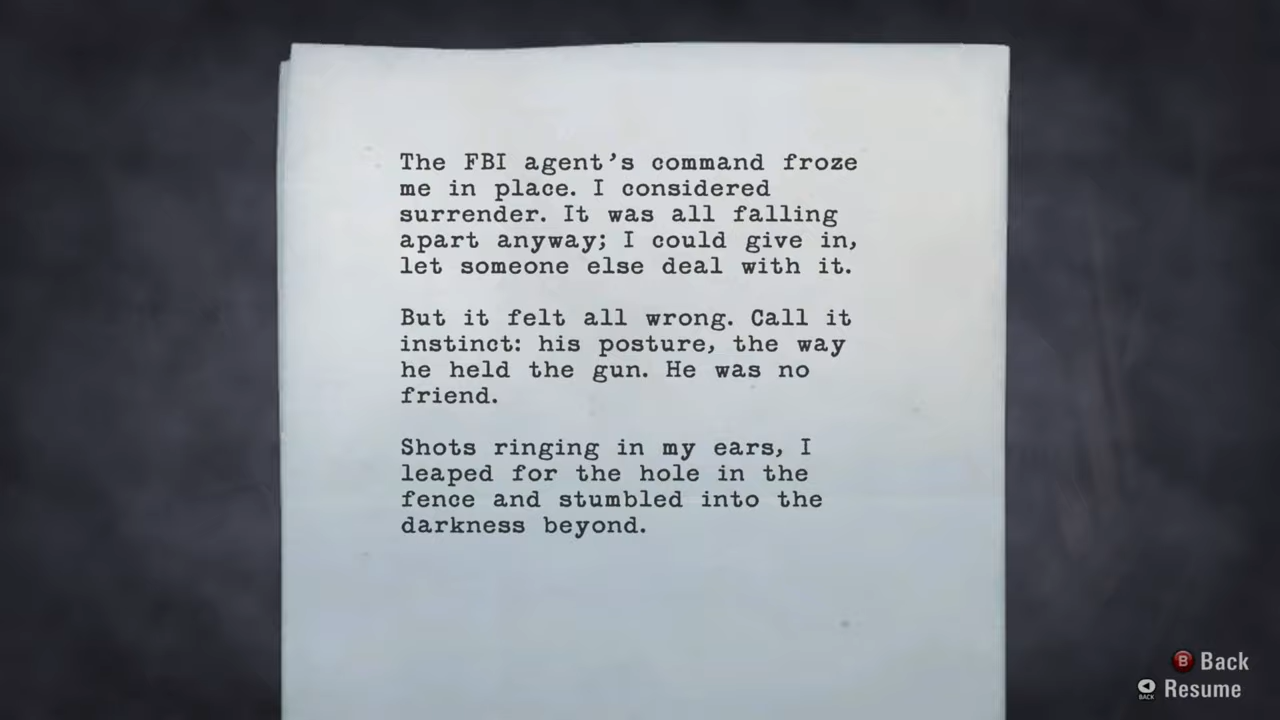 The FBI agent's command froze
me in place. I considered
surrender. It was all falling
apart anyway; I could give in,
let someone else deal with it.
But it felt all wrong. Call it
instinct: his posture, the way
he held the gun. He was no
friend.
Shots ringing in my ears, I
leaped for the hole in the
fence and stumbled into the
darkness beyond.
B Back
BACK Resume